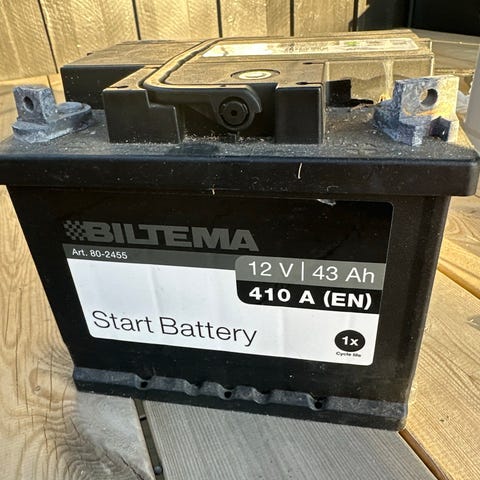 BILTEMA
Art. 80-2455
12 V | 43 Ah
410 A (EN)
Start Battery
1x
Cycle life